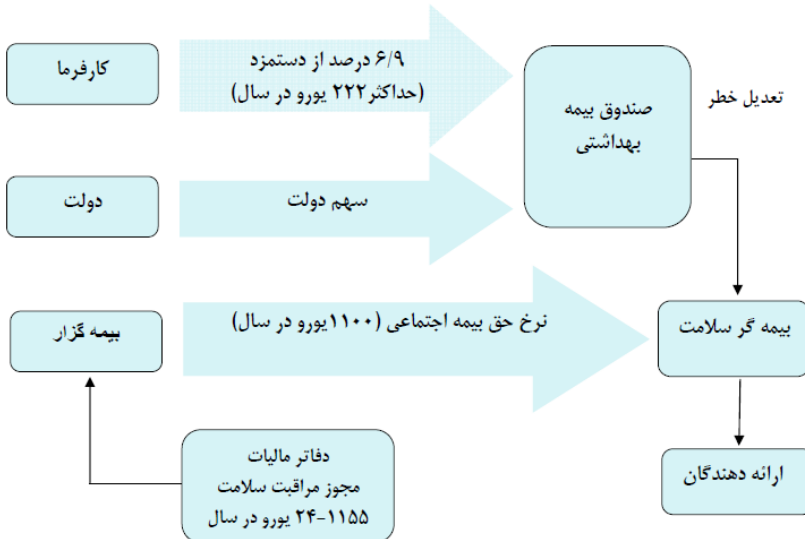 کارفرما
۶/۹ درصد از دستمزد
(حداکثر۲۲۲ یورو در سال)
صندوق بیمه
بهداشتی
تعدیل خطر
دولت
سهم دولت
بیمه گزار
نرخ حق بیمه اجتماعی (۱۱۰۰یورو در سال)
بیمه گر سلامت
دفاتر مالیات
مجوز مراقبت سلامت
۲۴-۱۱۵۵ یورو در سال
ارائه دهندگان